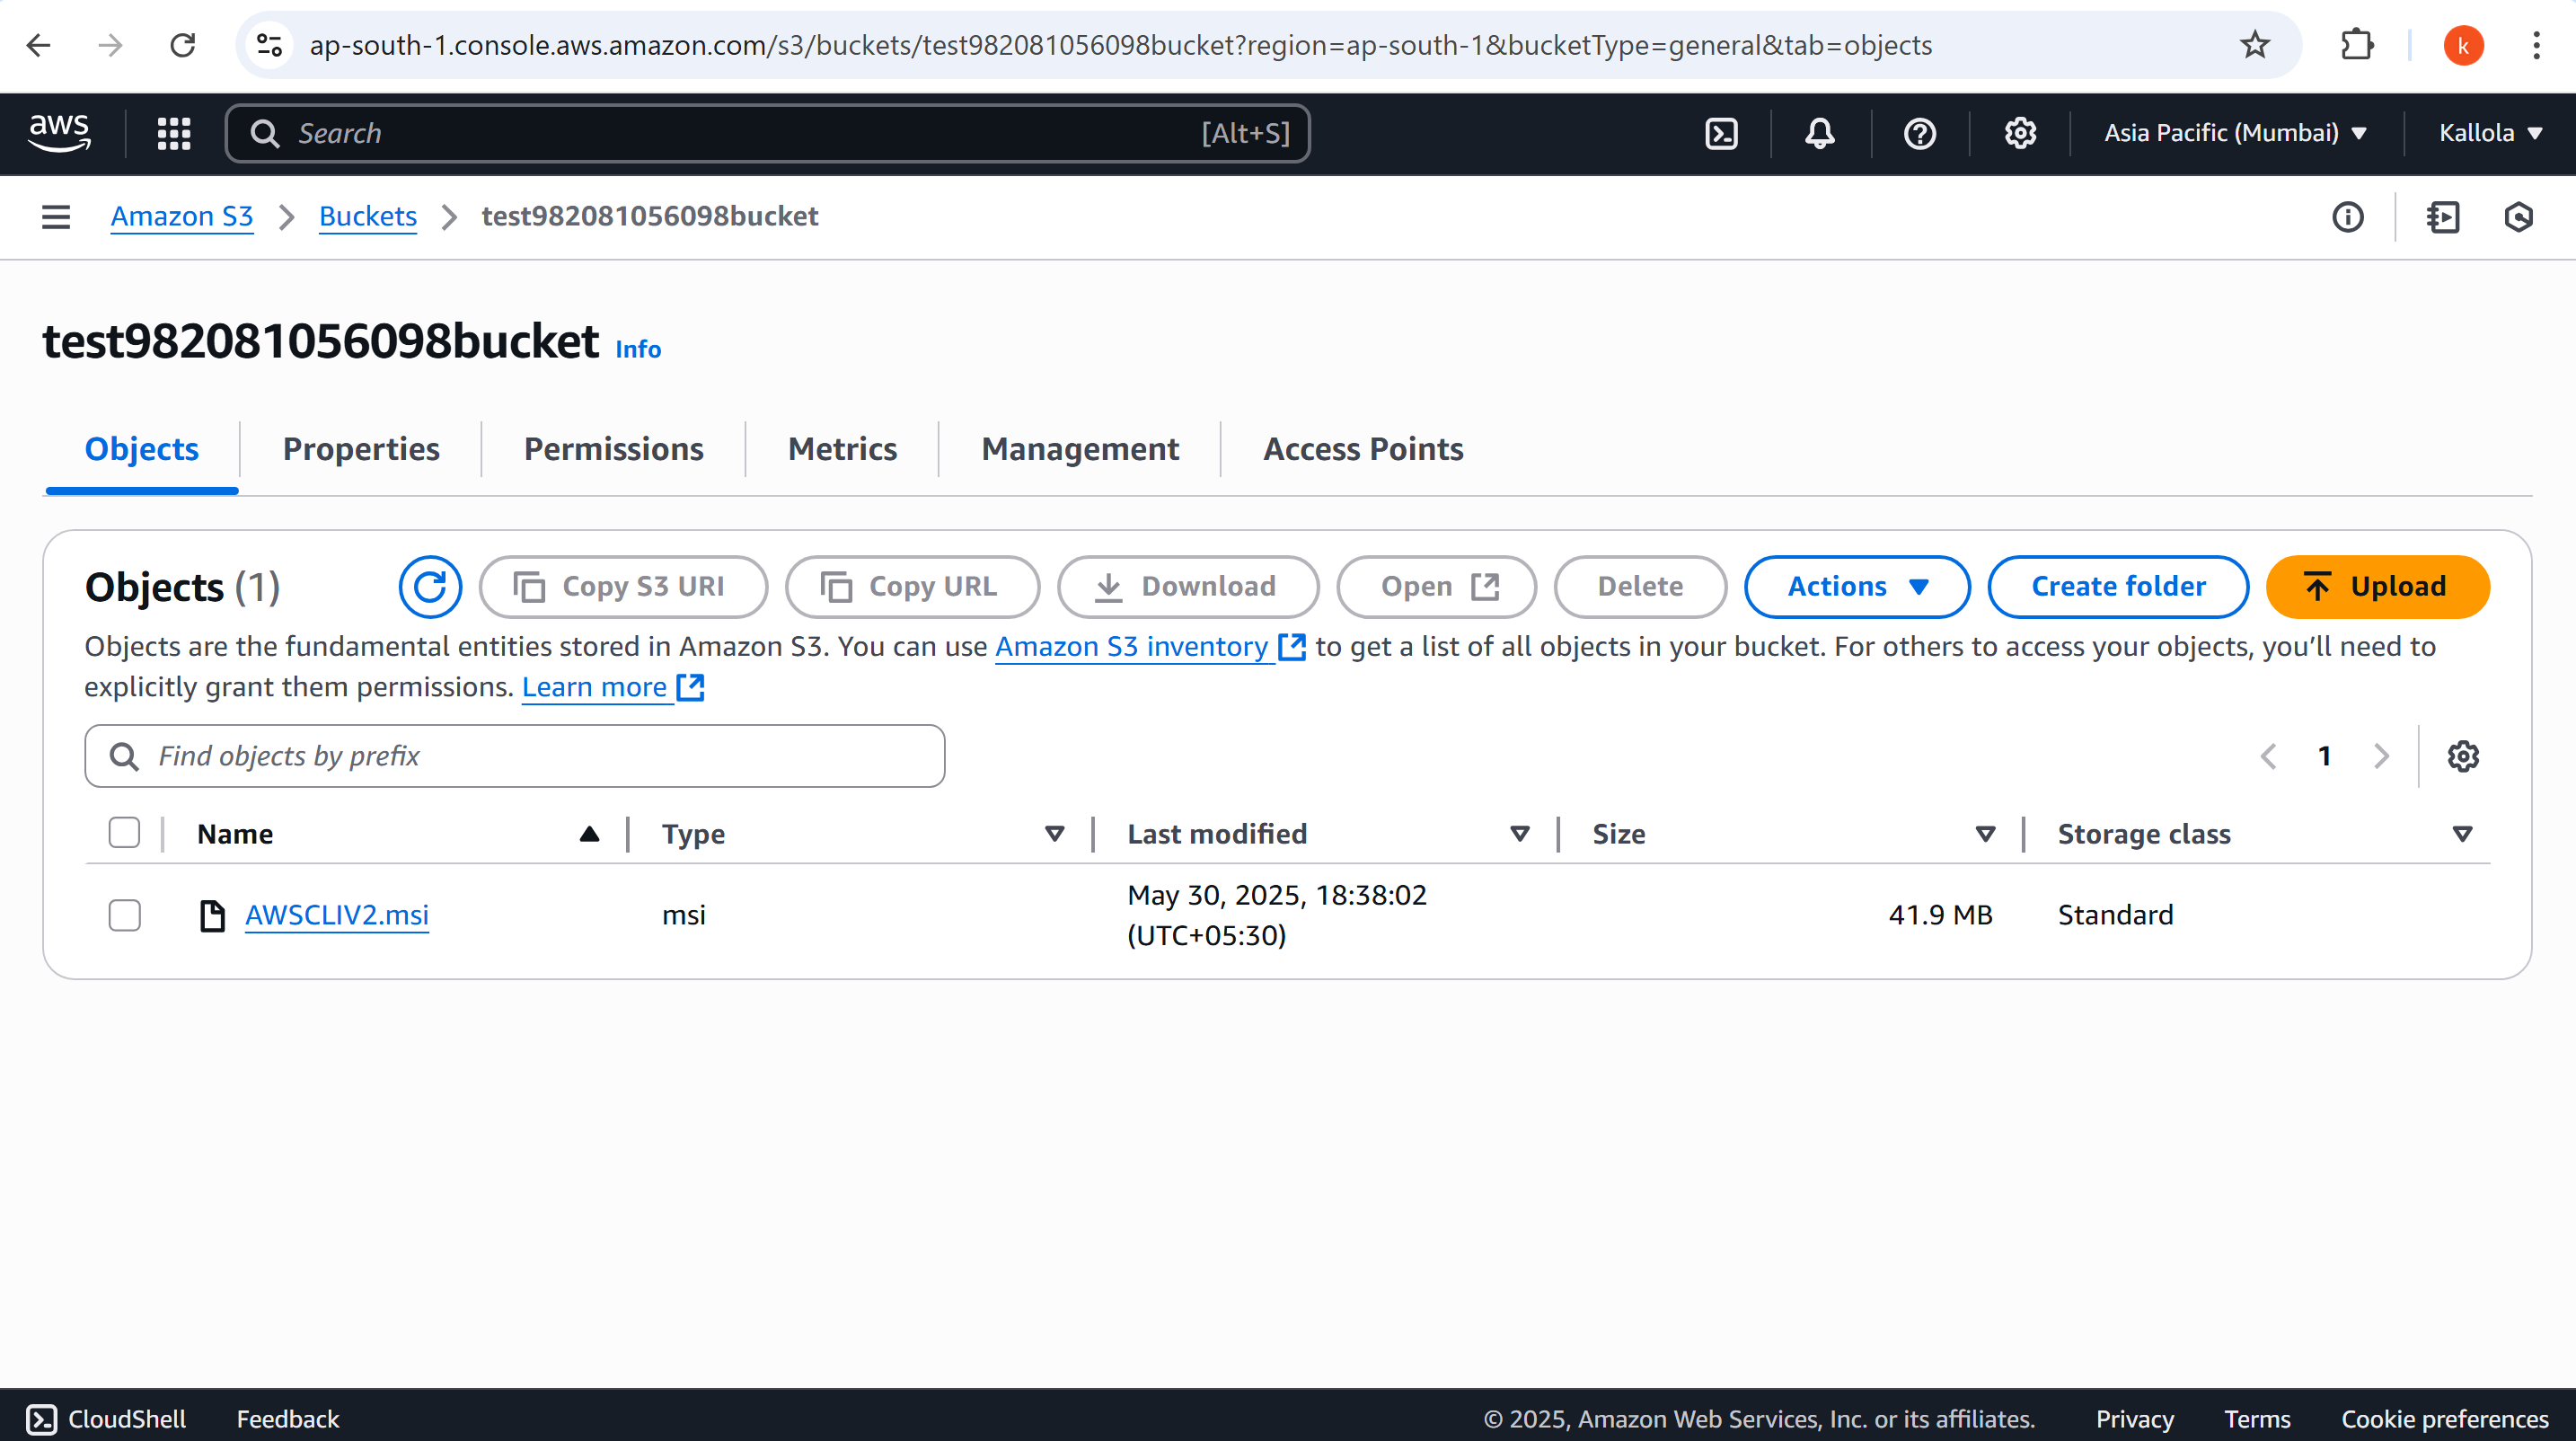 ap-south-1.console.aws.amazon.com/s3/buckets/test982081056098bucket?region=ap-south-1&bucketType=general&tab=objects
k
aws
Search
[Alt+S]
Asia Pacific (Mumbai)
Kallola
Amazon S3
Buckets
test982081056098bucket
test982081056098bucket Info
Objects
Properties
Permissions
Metrics
Management
Access Points
Objects (1)
Copy S3 URI
Copy URL
Download
Open
Delete
Actions
Create folder
Upload
Objects are the fundamental entities stored in Amazon S3. You can use Amazon S3 inventory to get a list of all objects in your bucket. For others to access your objects, you’ll need to
explicitly grant them permissions. Learn more
Find objects by prefix
1
Name
Type
Last modified
Size
Storage class
AWSCLIV2.msi
msi
May 30, 2025, 18:38:02
(UTC+05:30)
41.9 MB
Standard
CloudShell
Feedback
© 2025, Amazon Web Services, Inc. or its affiliates.
Privacy
Terms
Cookie preferences